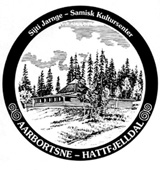 Sijti Jarnge - Samisk Kultursenter
AARBORTSNE - HATTFJELLDAL